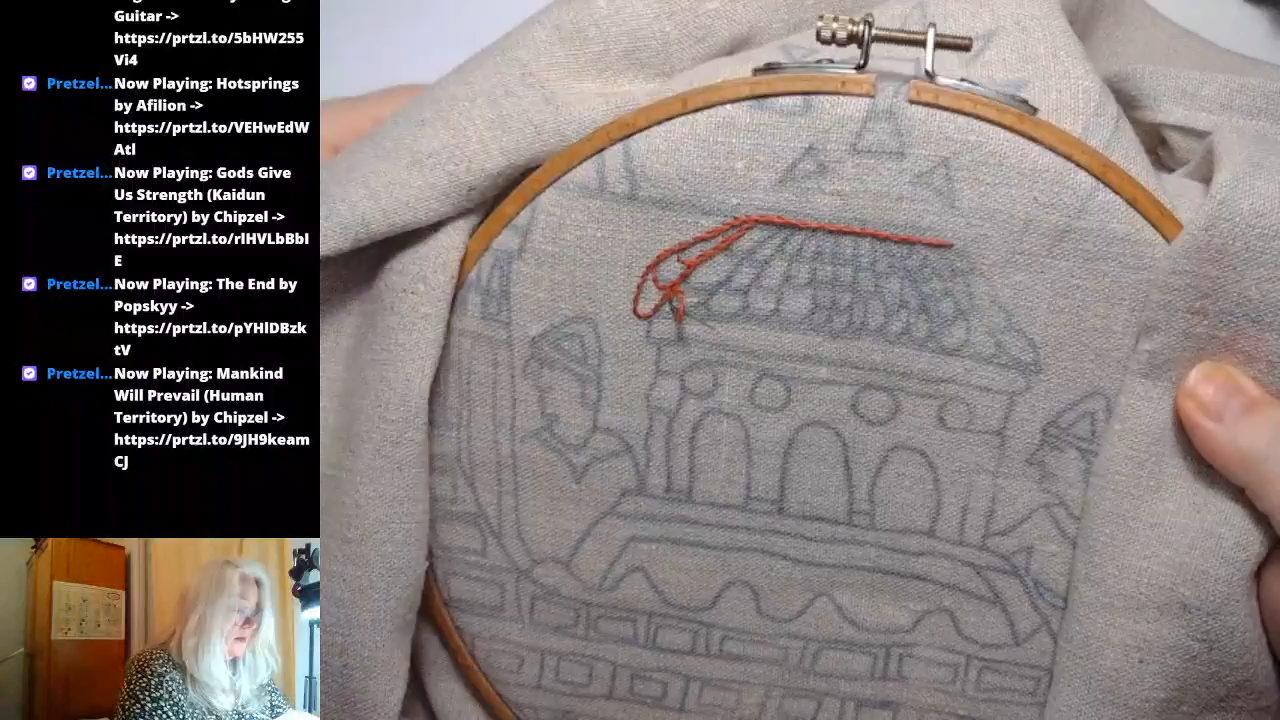 Guitar ->
https://prtzl.to/5bHW255
Vi4
Pretzel... Now Playing: Hotsprings
by Afilion ->
https://prtzl.to/VEHwEdW
Atl
Pretzel... Now Playing: Gods Give
Us Strength (Kaidun
Territory) by Chipzel ->
https://prtzl.to/rlHVLbBbI
E
Pretzel... Now Playing: The End by
Popskyy ->
https://prtzl.to/pYHlDBzk
tV
Pretzel... Now Playing: Mankind
Will Prevail (Human
Territory) by Chipzel ->
https://prtzl.to/9JH9keam
CJ